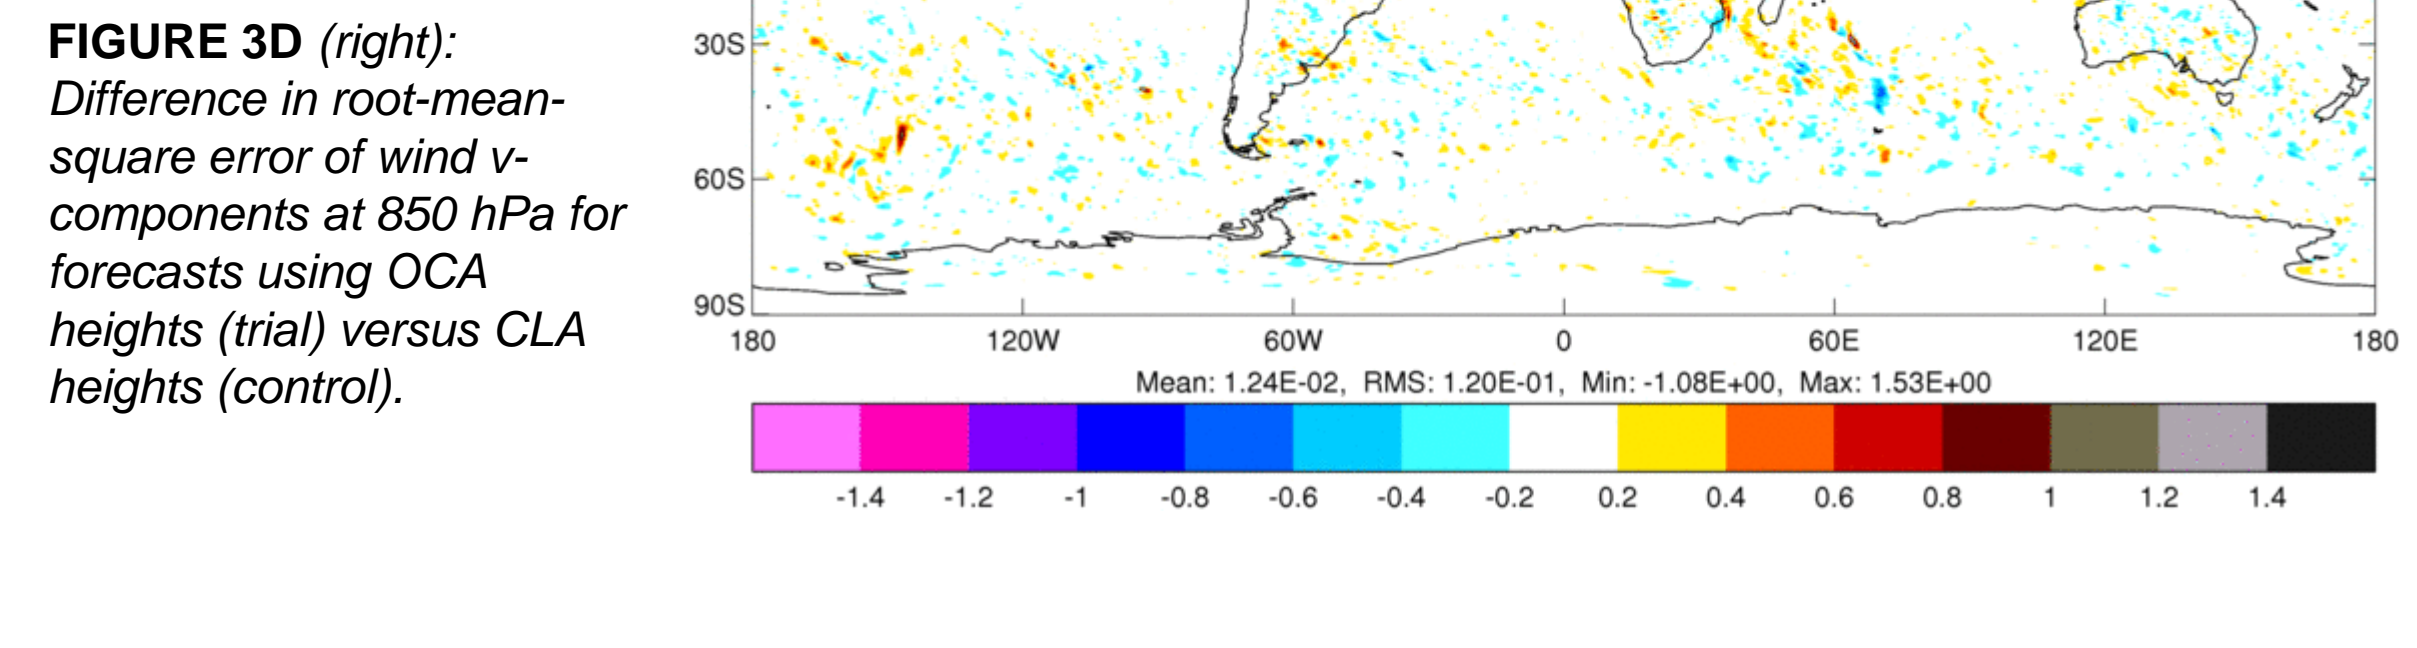 FIGURE 3D (right):
Difference in root-mean-
square error of wind v-
components at 850 hPa for
forecasts using OCA
heights (trial) versus CLA
heights (control).
30S
60S
90S
180 120W 60W 0 60E 120E 180
Mean: 1.24E-02, RMS: 1.20E-01, Min: -1.08E+00, Max: 1.53E+00
-1.4 -1.2 -1 -0.8 -0.6 -0.4 -0.2 0.2 0.4 0.6 0.8 1 1.2 1.4